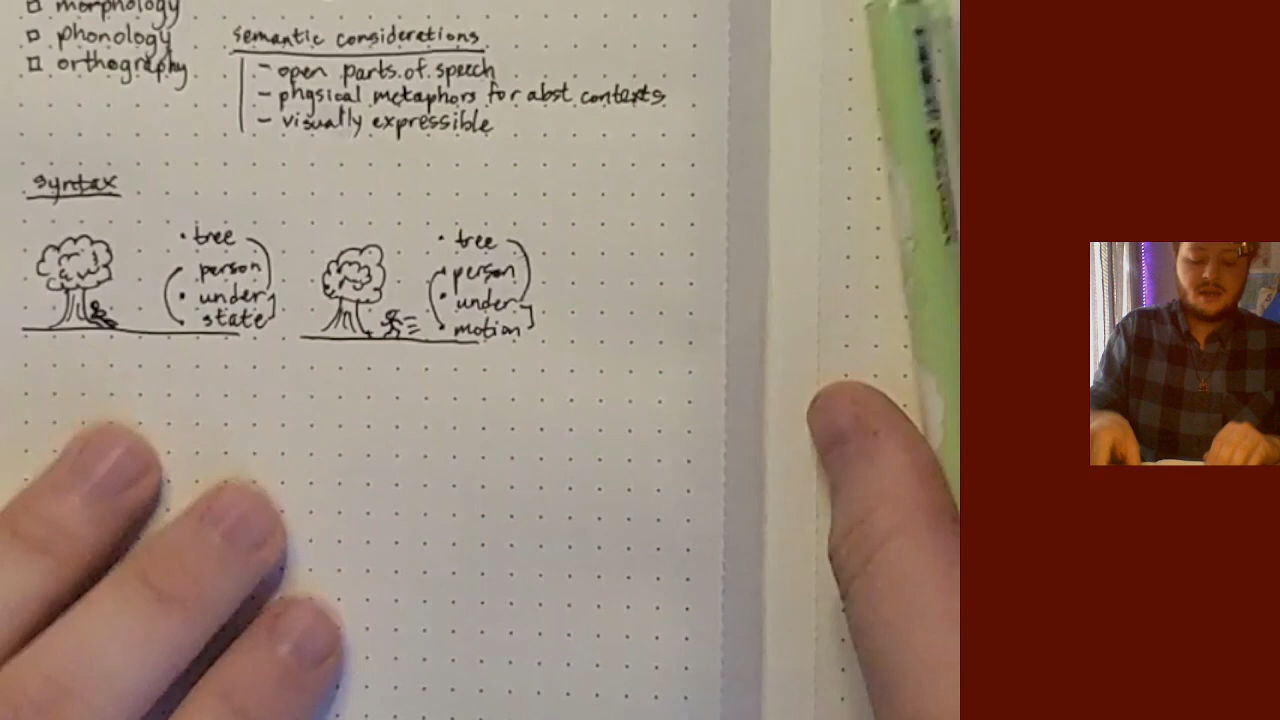 morphology
phonology
orthography
semantic considerations
- open parts of speech
- physical metaphors for abst contexts
- visually expressible
syntax
• tree
person
• under
state
• tree
person
• under
• motion